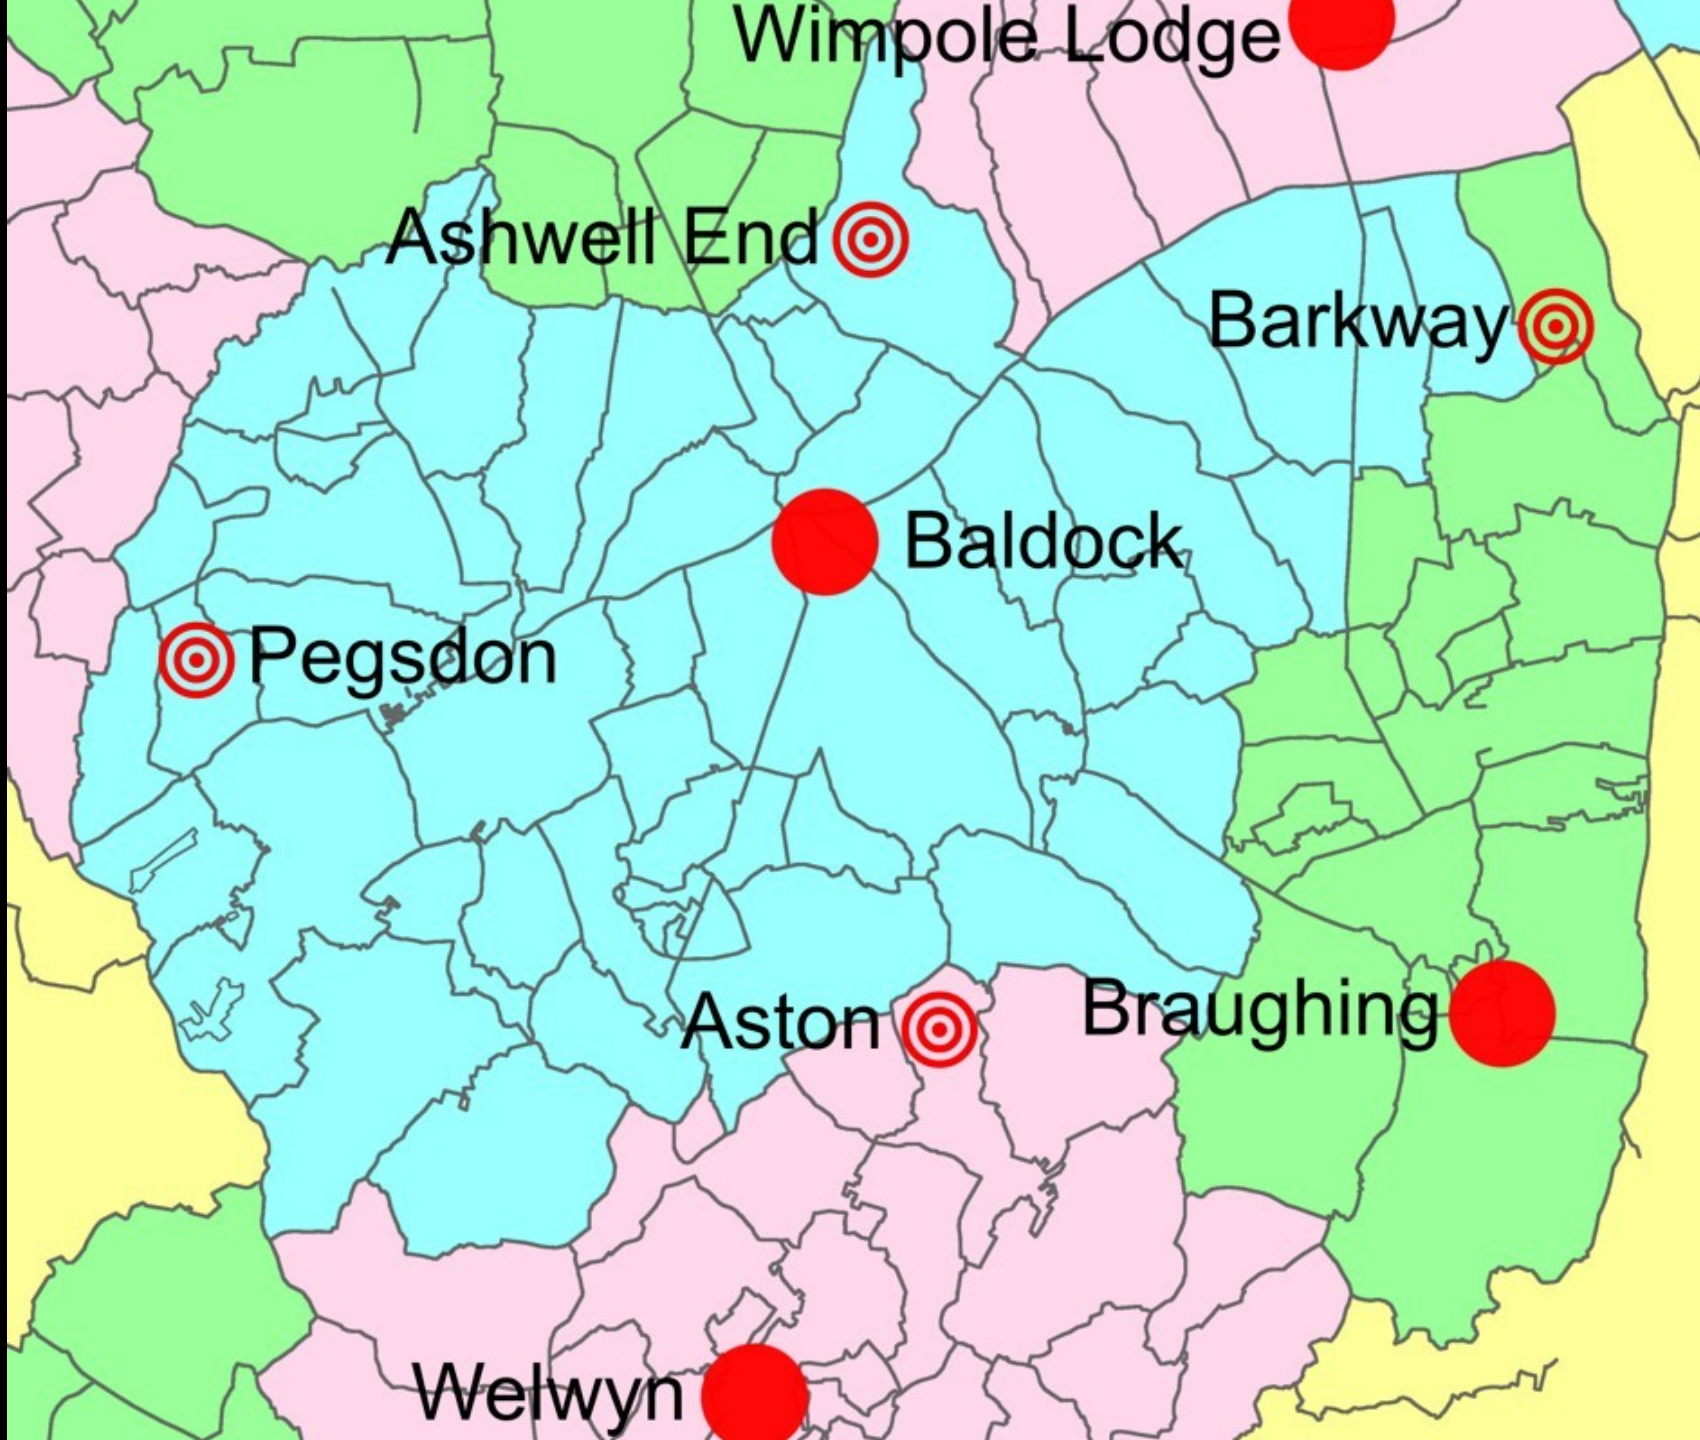 Wimpole Lodge
Ashwell End
Barkway
Baldock
Pegsdon
Aston
Braughing
Welwyn